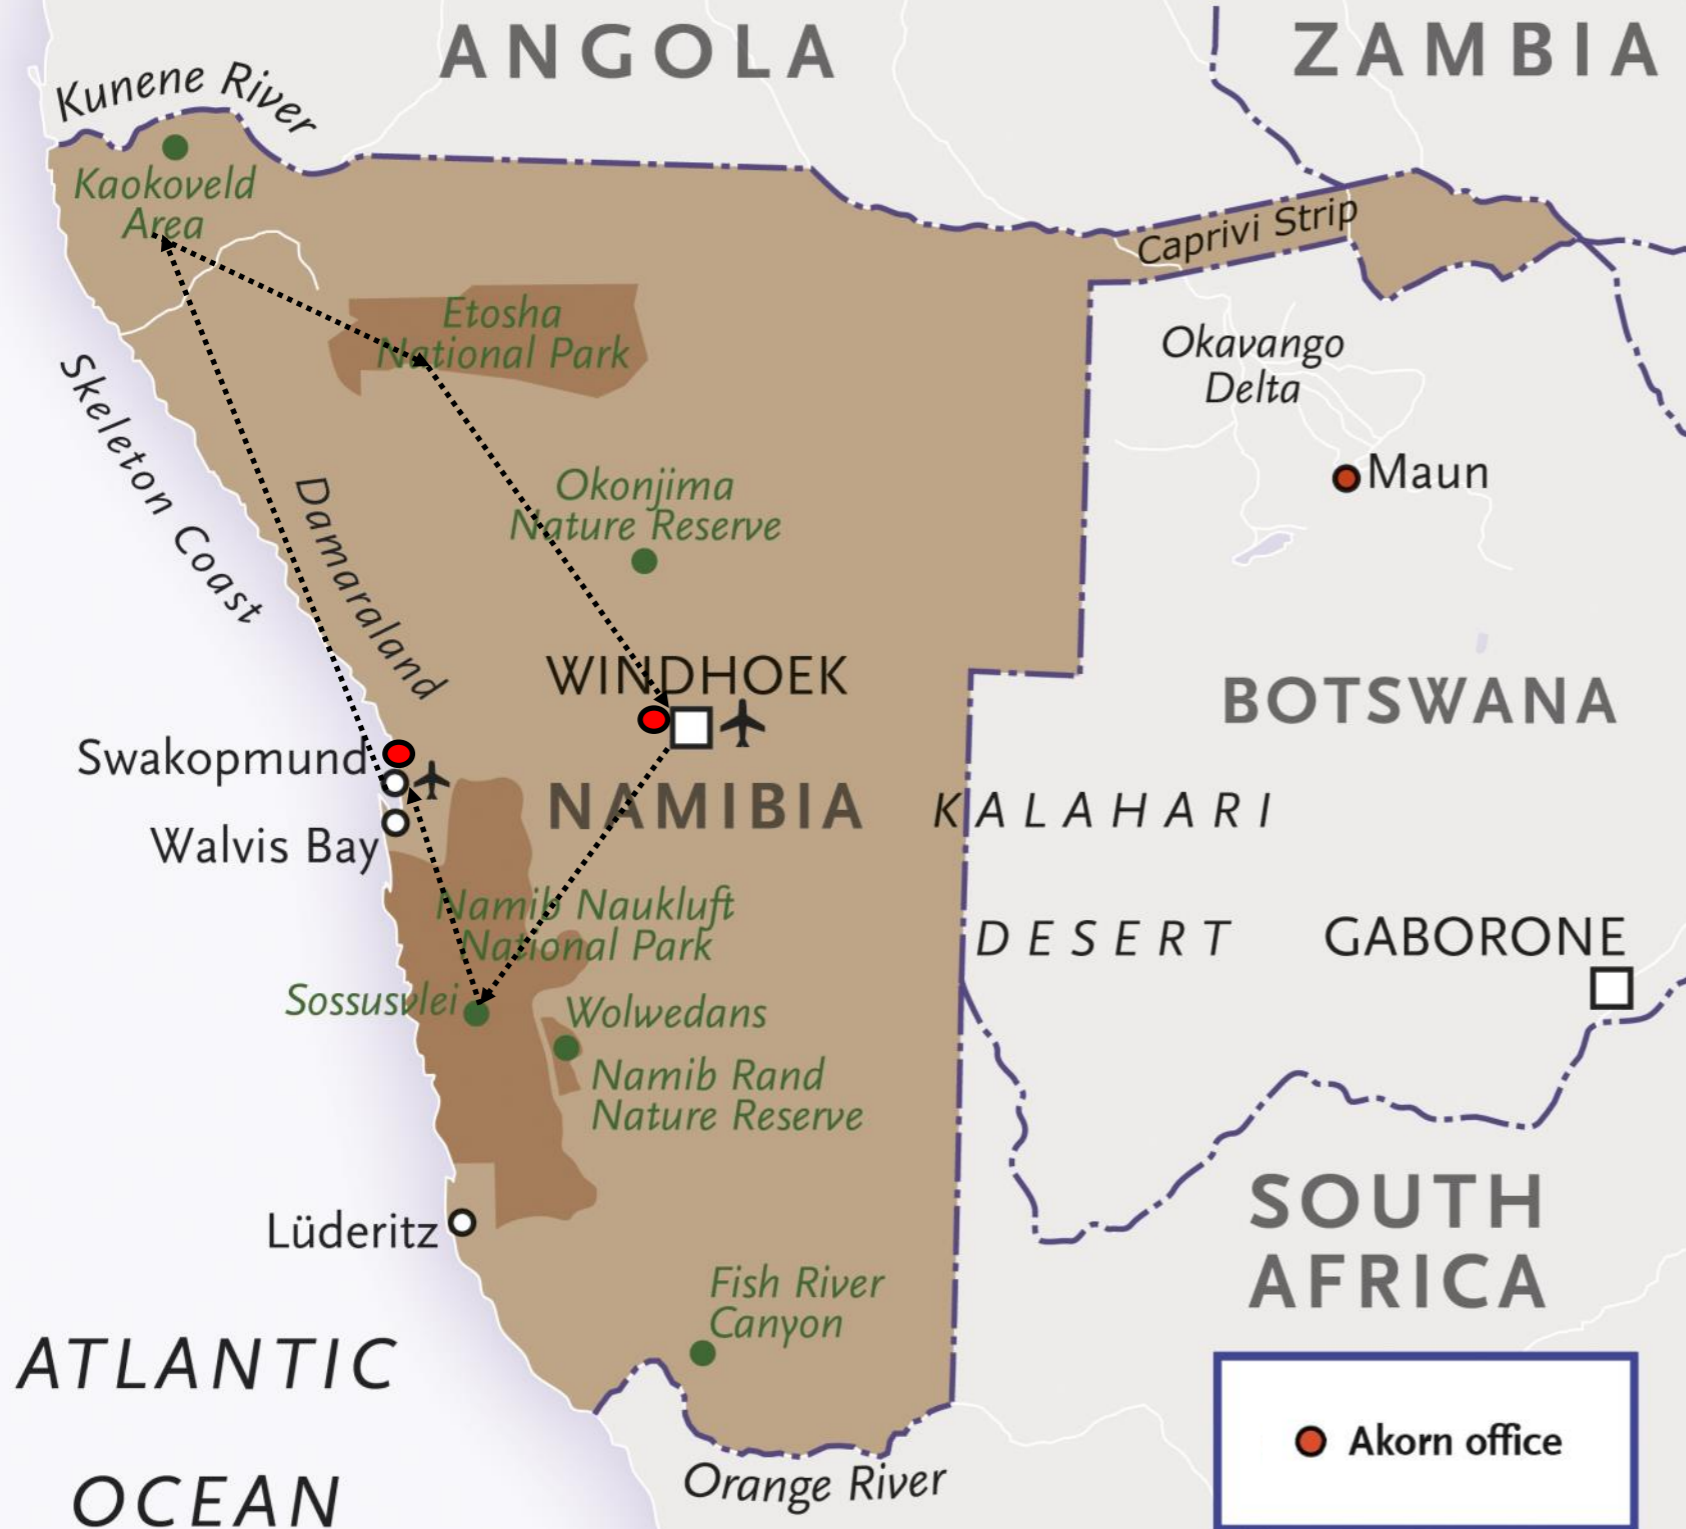 ANGOLA
ZAMBIA
Kunene River
Kaokoveld
Area
Caprivi Strip
Etosha
National Park
Okavango
Delta
Skeleton Coast
Damaraland
Okonjima
Nature Reserve
Maun
WINDHOEK
BOTSWANA
Swakopmund
NAMIBIA
KALAHARI
Walvis Bay
Namib Naukluft
National Park
DESERT
GABORONE
Sossusvlei
Wolwedans
Namib Rand
Nature Reserve
SOUTH
AFRICA
Lüderitz
Fish River
Canyon
ATLANTIC
OCEAN
Orange River
Akorn office